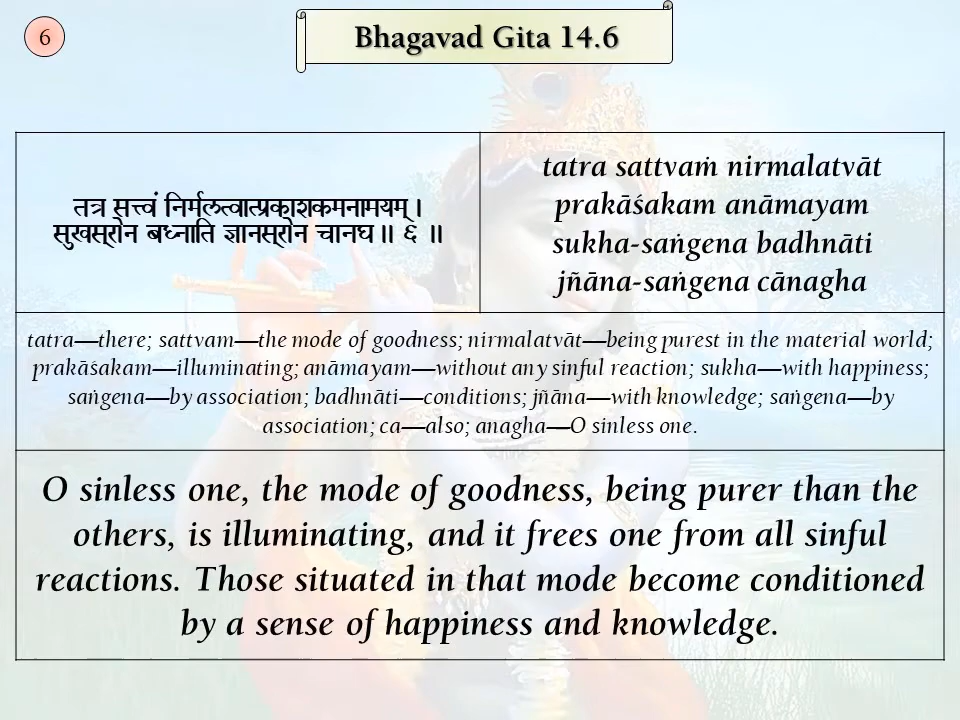 6
Bhagavad Gita 14.6
तत्र सत्त्वं निर्मलत्वात्प्रकाशकमनामयम् ।
सुखस्रोन बध्नाति ज्ञानस्रोन चानघ ॥ ६ ॥
tatra sattvaṁ nirmalatvāt
prakāśakam anāmayam
sukha-saṅgena badhnāti
jñāna-saṅgena cānagha
tatra—there; sattvam—the mode of goodness; nirmalatvāt—being purest in the material world;
prakāśakam—illuminating; anāmayam—without any sinful reaction; sukha—with happiness;
saṅgena—by association; badhnāti—conditions; jñāna—with knowledge; saṅgena—by
association; ca—also; anagha—O sinless one.
O sinless one, the mode of goodness, being purer than the
others, is illuminating, and it frees one from all sinful
reactions. Those situated in that mode become conditioned
by a sense of happiness and knowledge.